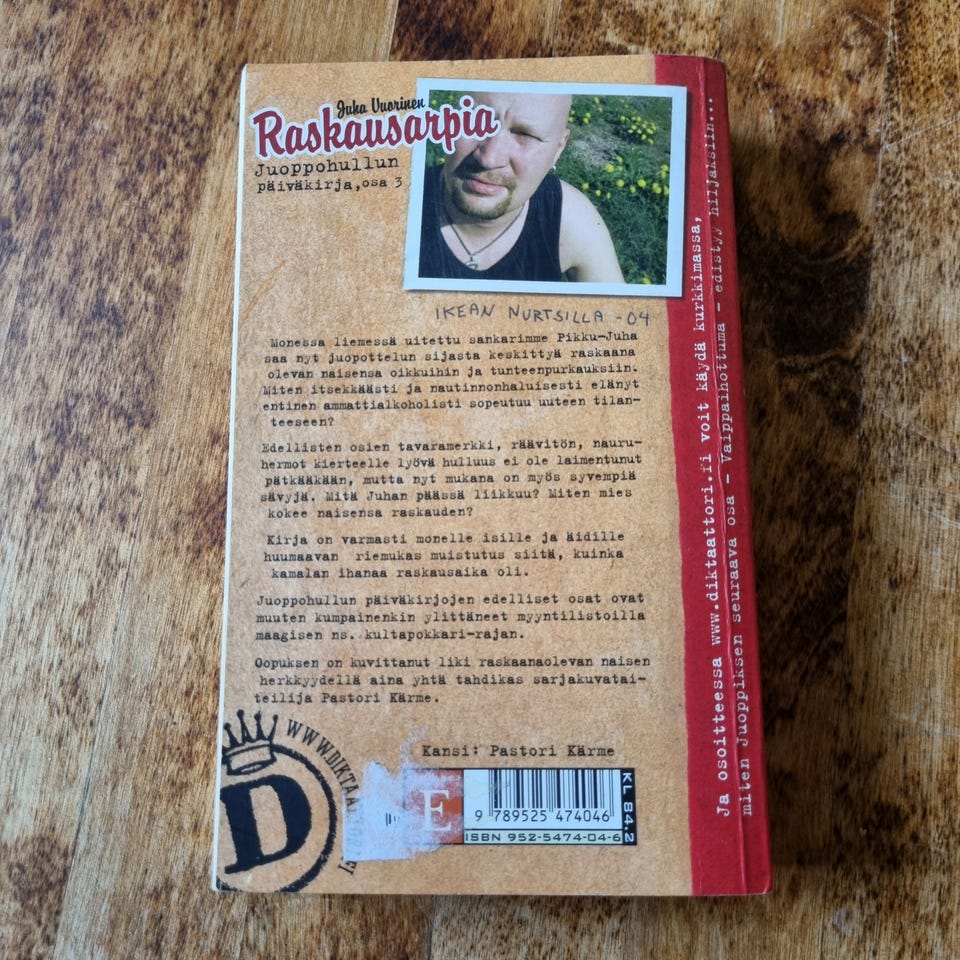 Juha Vuorinen
Raskausarpia
Juoppohullun
päiväkirja, osa 3
IKEAN NURTSILLA -04
Monessa liemessä uitettu sankarimme Pikku-Juha
saa nyt juopottelun sijasta keskittyä raskaana
olevan naisensa oikkuihin ja tunteenpurkauksiin.
Miten itsekkäästi ja nautinnonhaluisesti elänyt
entinen ammattialkoholisti sopeutuu uuteen tilan-
teeseen?
Edellisten osien tavaramerkki, räävitön, nauru-
hermot kierteelle lyövä hulluus ei ole laimentunut
pätkääkään, mutta nyt mukana on myös syvempiä
sävyjä. Mitä Juhan päässä liikkuu? Miten mies
kokee naisensa raskauden?
Kirja on varmasti monelle isille ja äidille
huumaavan riemukas muistutus siitä, kuinka
kamalan ihanaa raskausaika oli.
Juoppohullun päiväkirjojen edelliset osat ovat
muuten kumpainenkin ylittäneet myyntilistoilla
maagisen ns. kultapokkari-rajan.
Oopuksen on kuvittanut liki raskaanaolevan naisen
herkkyydellä aina yhtä tahdikas sarjakuvatai-
teilija Pastori Kärme.
Kansi: Pastori Kärme
D
E
9 789525 474046
ISBN 952-5474-04-6
KL 84.2
Ja osoitteessa www.diktaattori.fi voit käydä kurkkimassa,
miten Juoppiksen seuraava osa - Vaippaihottuma - edistyy hiljaksiin...